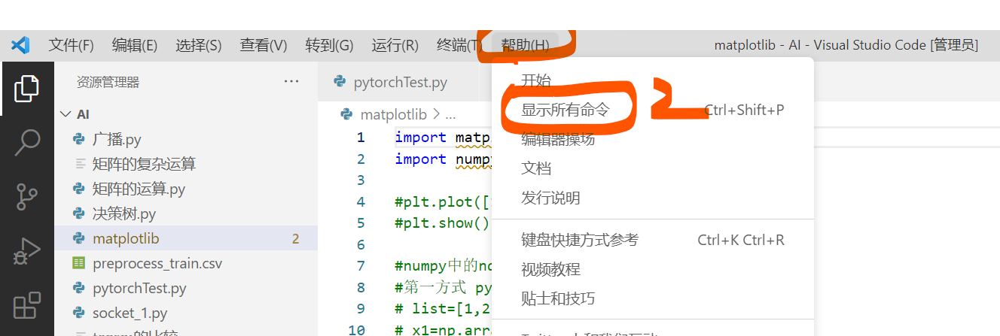 文件(F) 编辑(E) 选择(S) 查看(V) 转到(G) 运行(R) 终端(T) 帮助(H) matplotlib - AI - Visual Studio Code [管理员]
资源管理器 ···
pytorchTest.py
AI
matplotlib > ...
广播.py
矩阵的复杂运算
矩阵的运算.py
决策树.py
matplotlib 2
preprocess_train.csv
pytorchTest.py
socket_1.py
1 import matp
2 import numpy
3
4 #plt.plot([
5 #plt.show()
6
7 #numpy中的nd
8 #第一方式 py
9 # list=[1,2
10 # x1=np.arra
开始
显示所有命令 Ctrl+Shift+P
2
编辑器操场
文档
发行说明
键盘快捷方式参考 Ctrl+K Ctrl+R
视频教程
贴士和技巧